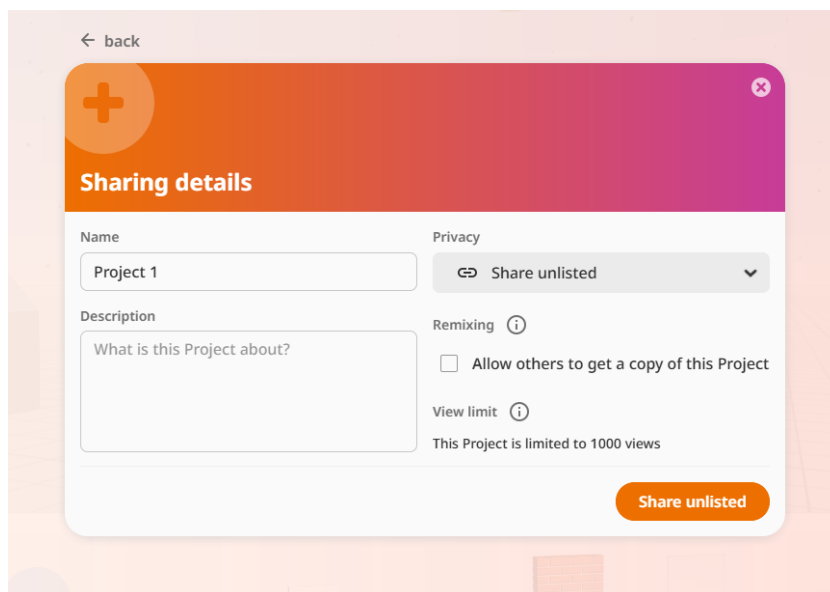 back
Sharing details
Name
Project 1
Description
What is this Project about?
Privacy
Share unlisted
Remixing
Allow others to get a copy of this Project
View limit
This Project is limited to 1000 views
Share unlisted